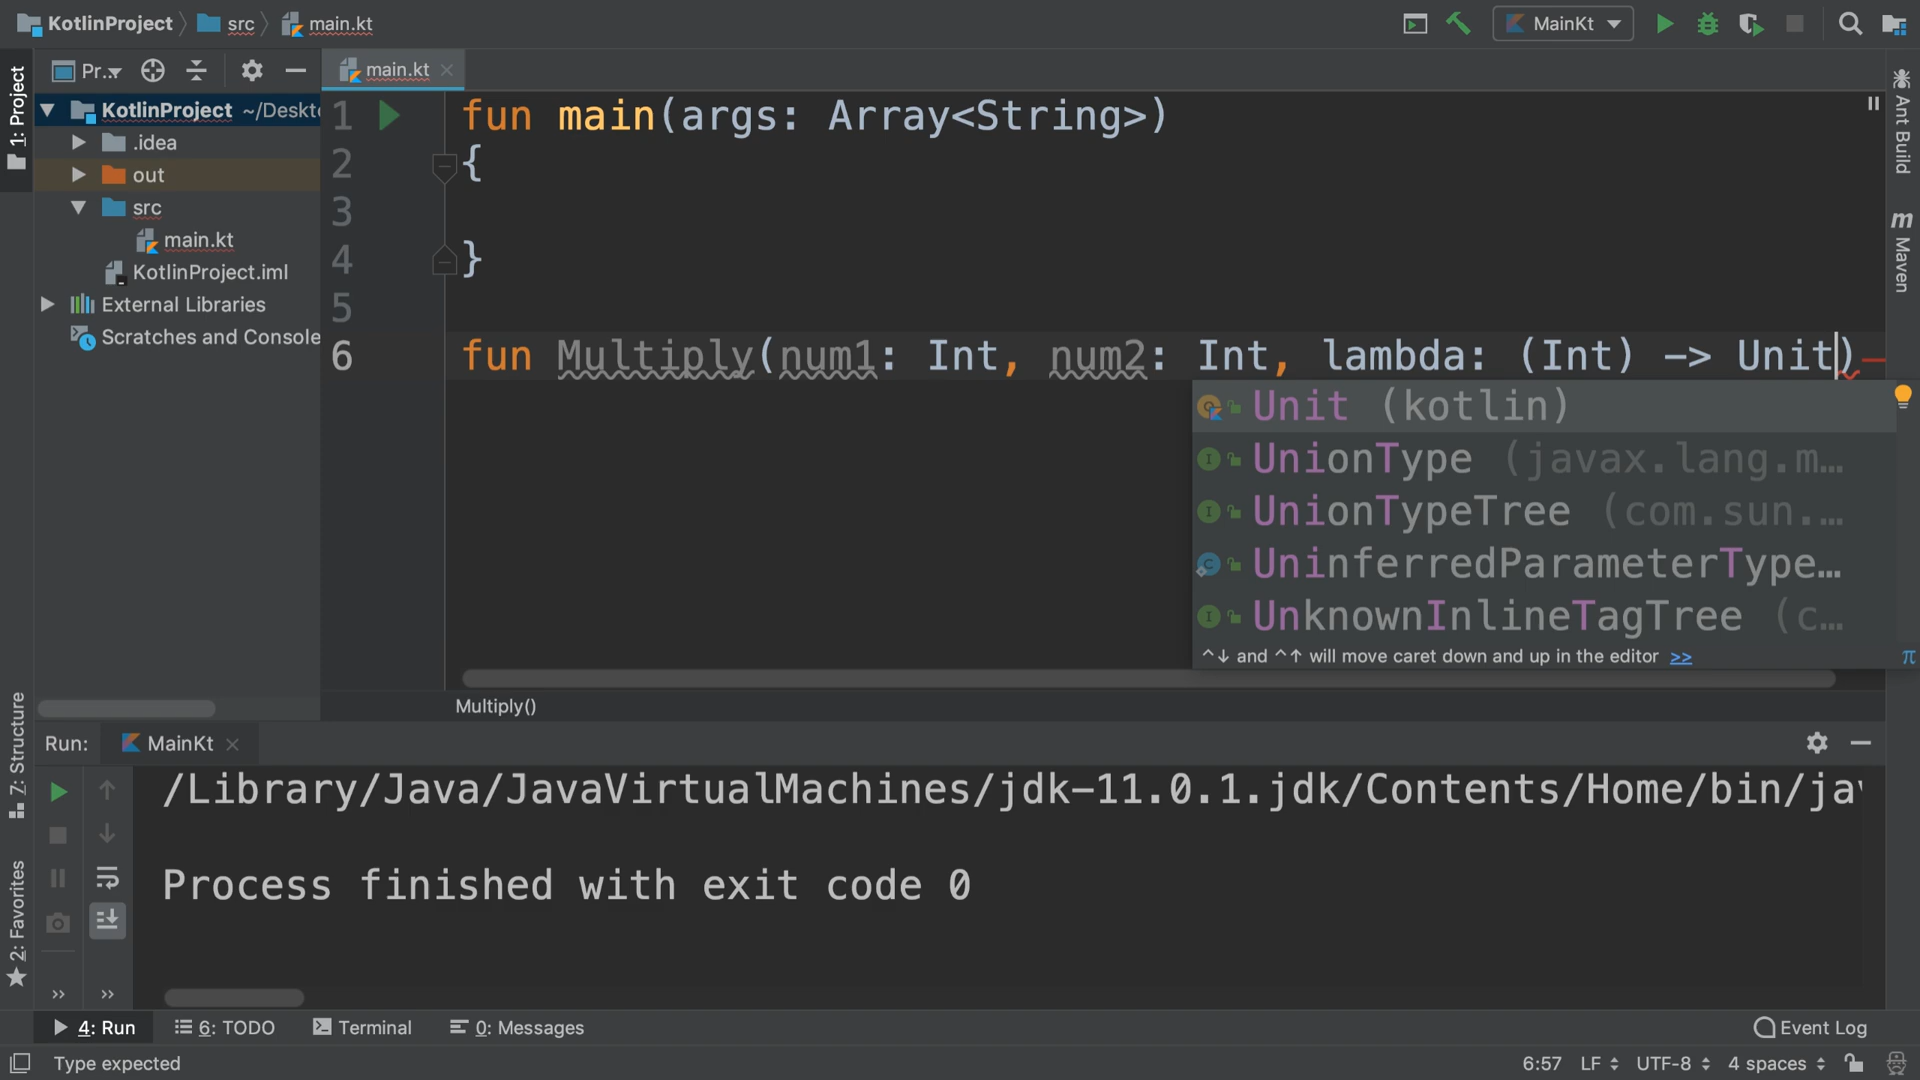 KotlinProject src main.kt MainKt
1: Project
Pr... main.kt
KotlinProject ~/Deskt
.idea
out
src
main.kt
KotlinProject.iml
External Libraries
Scratches and Console
1 fun main(args: Array<String>)
2 {
3
4 }
5
6 fun Multiply(num1: Int, num2: Int, lambda: (Int) -> Unit)
Unit (kotlin)
UnionType (javax.lang.m…
UnionTypeTree (com.sun.…
UninferredParameterType…
UnknownInlineTagTree (c…
^↓ and ^↑ will move caret down and up in the editor >>
Multiply()
Ant Build
m Maven
7: Structure
2: Favorites
Run: MainKt
/Library/Java/JavaVirtualMachines/jdk-11.0.1.jdk/Contents/Home/bin/jav
Process finished with exit code 0
4: Run 6: TODO Terminal 0: Messages Event Log
Type expected 6:57 LF UTF-8 4 spaces